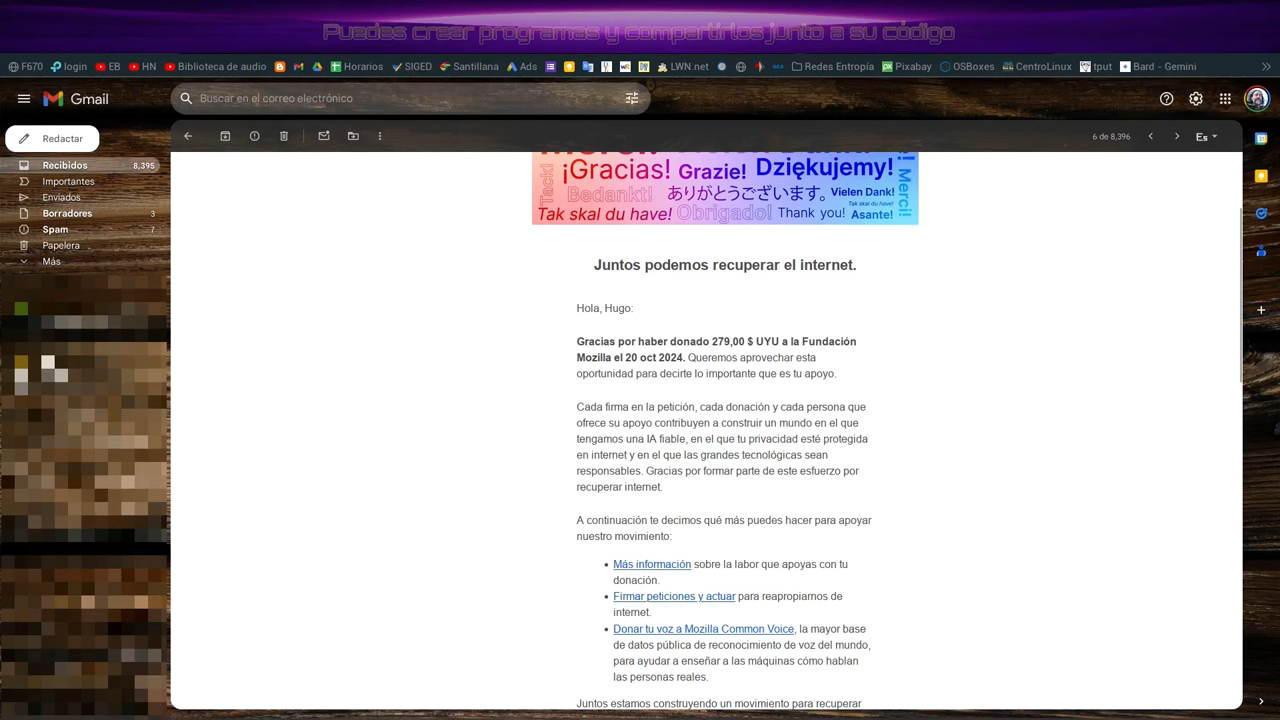 Puedes crear programas y compartirlos junto a su código
F670
login
EB
HN
Biblioteca de audio
Horarios
SIGED
Santillana
Ads
LWN.net
Redes Entropía
Pixabay
OSBoxes
CentroLinux
tput
Bard - Gemini
Gmail
Buscar en el correo electrónico
Redactar
6 de 8,396
Es
Recibidos 8,395
Importantes
Enviados
Borradores 3
Spam 7
Papelera
Más
Tack!
¡Gracias! Grazie! Dziękujemy!
Bedankt! ありがとうございます。 Vielen Dank!
Tak skal du have!
Tak skal du have! Obrigado! Thank you! Asante!
Merci!
Juntos podemos recuperar el internet.
Hola, Hugo:
Gracias por haber donado 279,00 $ UYU a la Fundación
Mozilla el 20 oct 2024. Queremos aprovechar esta
oportunidad para decirte lo importante que es tu apoyo.
Cada firma en la petición, cada donación y cada persona que
ofrece su apoyo contribuyen a construir un mundo en el que
tengamos una IA fiable, en el que tu privacidad esté protegida
en internet y en el que las grandes tecnológicas sean
responsables. Gracias por formar parte de este esfuerzo por
recuperar internet.
A continuación te decimos qué más puedes hacer para apoyar
nuestro movimiento:
• Más información sobre la labor que apoyas con tu
donación.
• Firmar peticiones y actuar para reapropiarnos de
internet.
• Donar tu voz a Mozilla Common Voice, la mayor base
de datos pública de reconocimiento de voz del mundo,
para ayudar a enseñar a las máquinas cómo hablan
las personas reales.
Juntos estamos construyendo un movimiento para recuperar